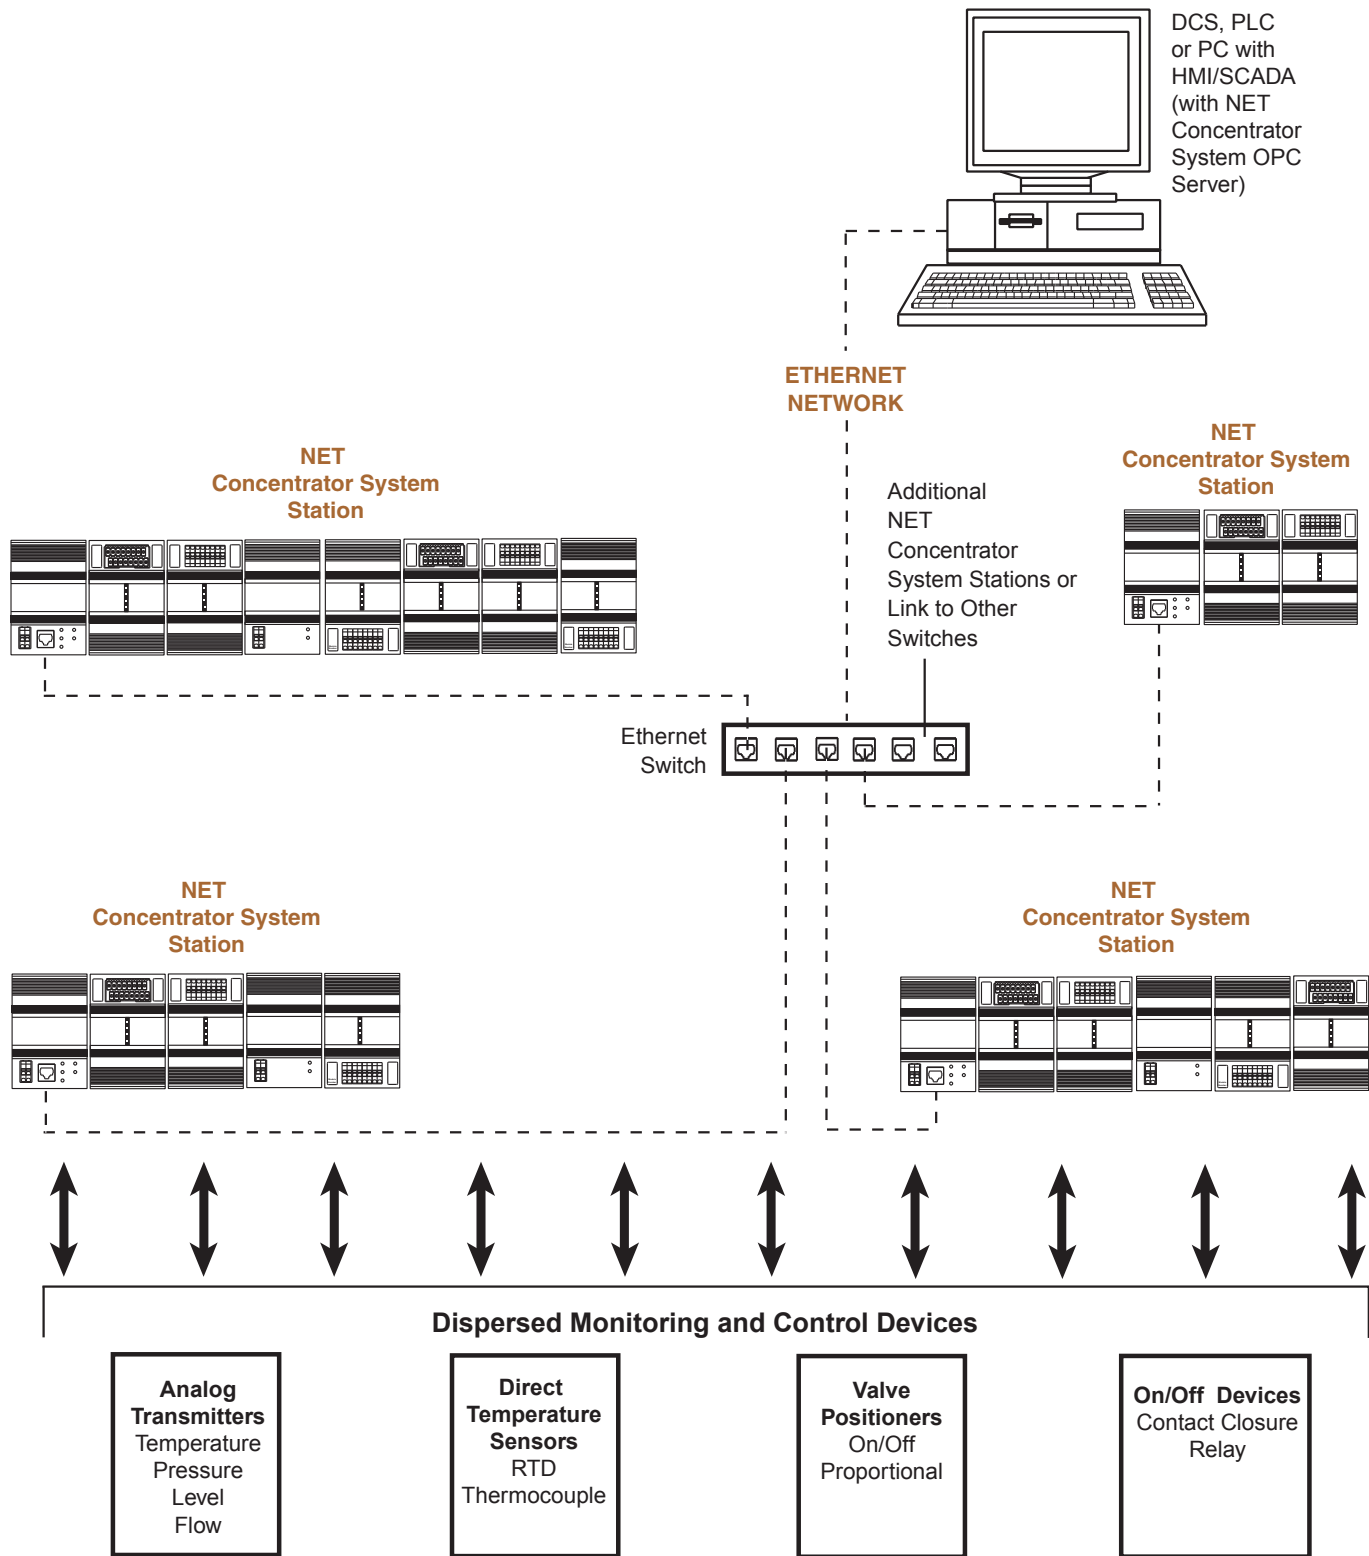 DCS, PLC
or PC with
HMI/SCADA
(with NET
Concentrator
System OPC
Server)
ETHERNET
NETWORK
NET
Concentrator System
Station
NET
Concentrator System
Station
Additional
NET
Concentrator
System Stations or
Link to Other
Switches
Ethernet
Switch
NET
Concentrator System
Station
NET
Concentrator System
Station
Dispersed Monitoring and Control Devices
Analog
Transmitters
Temperature
Pressure
Level
Flow
Direct
Temperature
Sensors
RTD
Thermocouple
Valve
Positioners
On/Off
Proportional
On/Off Devices
Contact Closure
Relay